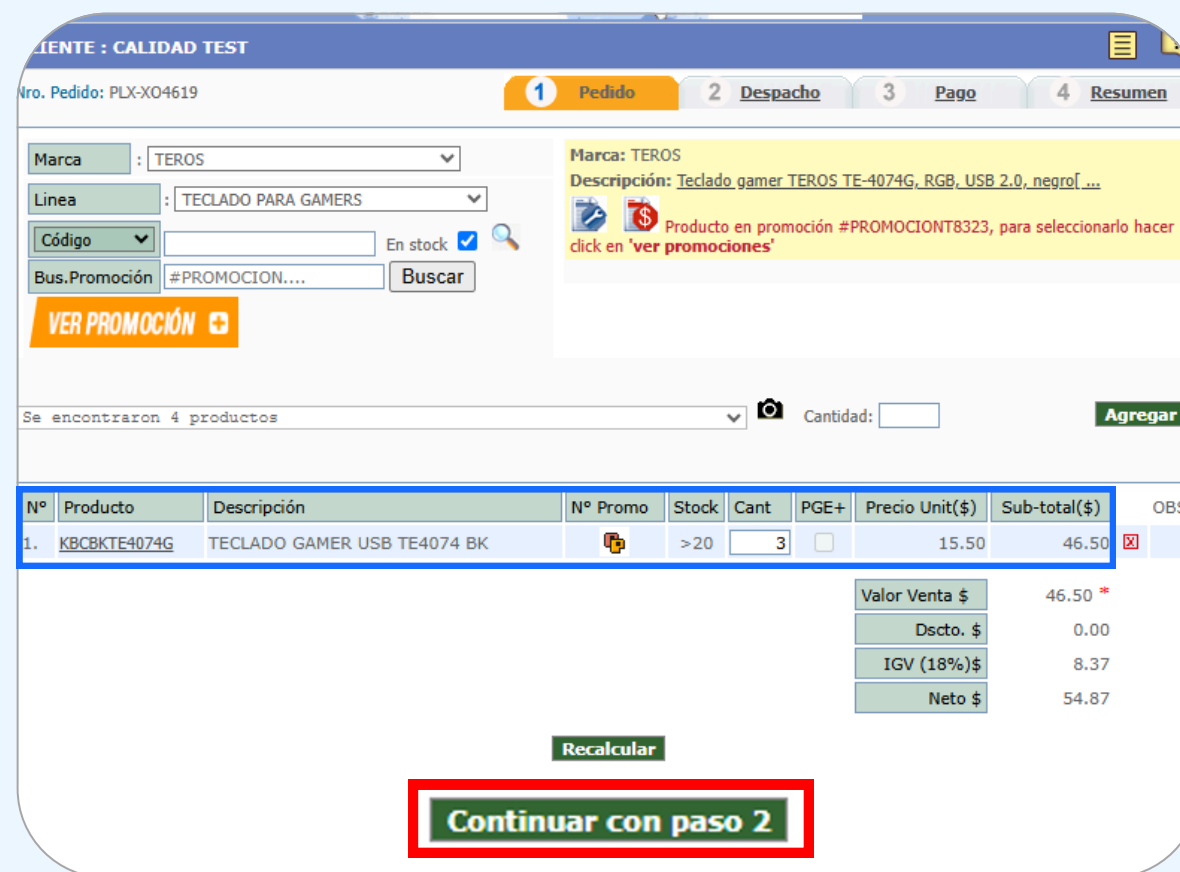 IENTE : CALIDAD TEST
Nro. Pedido: PLX-XO4619
1 Pedido
2 Despacho
3 Pago
4 Resumen
Marca : TEROS
Linea : TECLADO PARA GAMERS
Código En stock
Bus.Promoción #PROMOCION.... Buscar
VER PROMOCIÓN
Marca: TEROS
Descripción: Teclado gamer TEROS TE-4074G, RGB, USB 2.0, negro[ ...
Producto en promoción #PROMOCIONT8323, para seleccionarlo hacer
click en 'ver promociones'
Se encontraron 4 productos Cantidad: Agregar
Nº Producto Descripción Nº Promo Stock Cant PGE+ Precio Unit($) Sub-total($) OBS
1. KBCBKTE4074G TECLADO GAMER USB TE4074 BK >20 3 15.50 46.50 X
Valor Venta $ 46.50 *
Dscto. $ 0.00
IGV (18%)$ 8.37
Neto $ 54.87
Recalcular
Continuar con paso 2